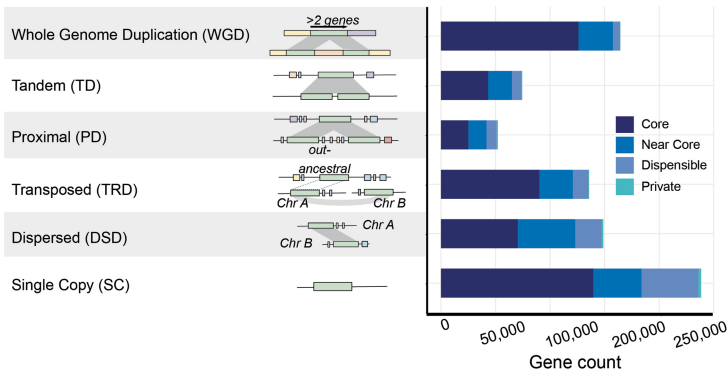 Whole Genome Duplication (WGD)
>2 genes
Tandem (TD)
Proximal (PD)
out-
Transposed (TRD)
ancestral
Chr A
Chr B
Dispersed (DSD)
Chr A
Chr B
Single Copy (SC)
Core
Near Core
Dispensible
Private
0
50,000
100,000
200,000
250,000
Gene count